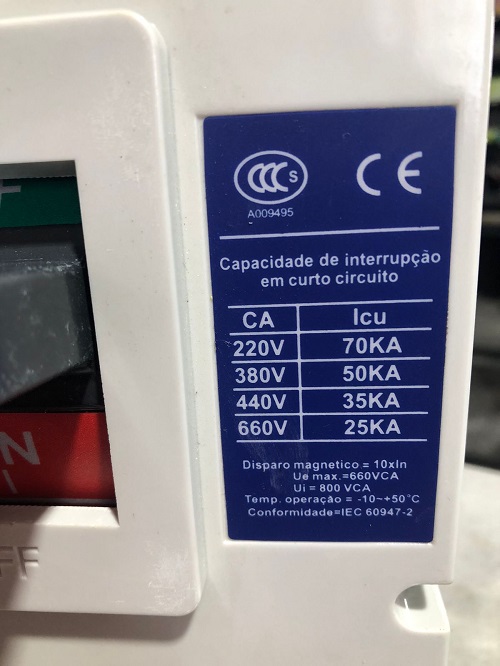 CCC S
CE
A009495
Capacidade de interrupção
em curto circuito
CA Icu
220V 70KA
380V 50KA
440V 35KA
660V 25KA
Disparo magnetico = 10xIn
Ue max.=660VCA
Ui = 800 VCA
Temp. operação = -10~+50°C
Conformidade=IEC 60947-2